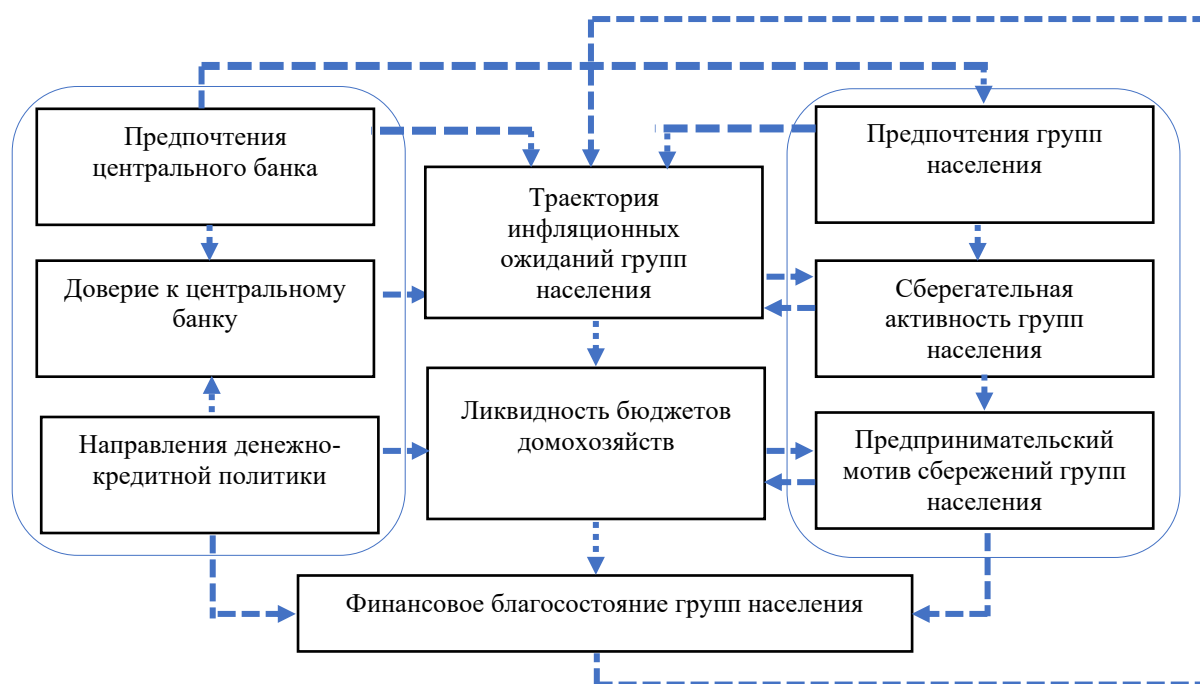 Предпочтения
центрального банка
Предпочтения групп
населения
Траектория
инфляционных
ожиданий групп
населения
Доверие к центральному
банку
Сберегательная
активность групп
населения
Ликвидность бюджетов
домохозяйств
Направления денежно-
кредитной политики
Предпринимательский
мотив сбережений групп
населения
Финансовое благосостояние групп населения